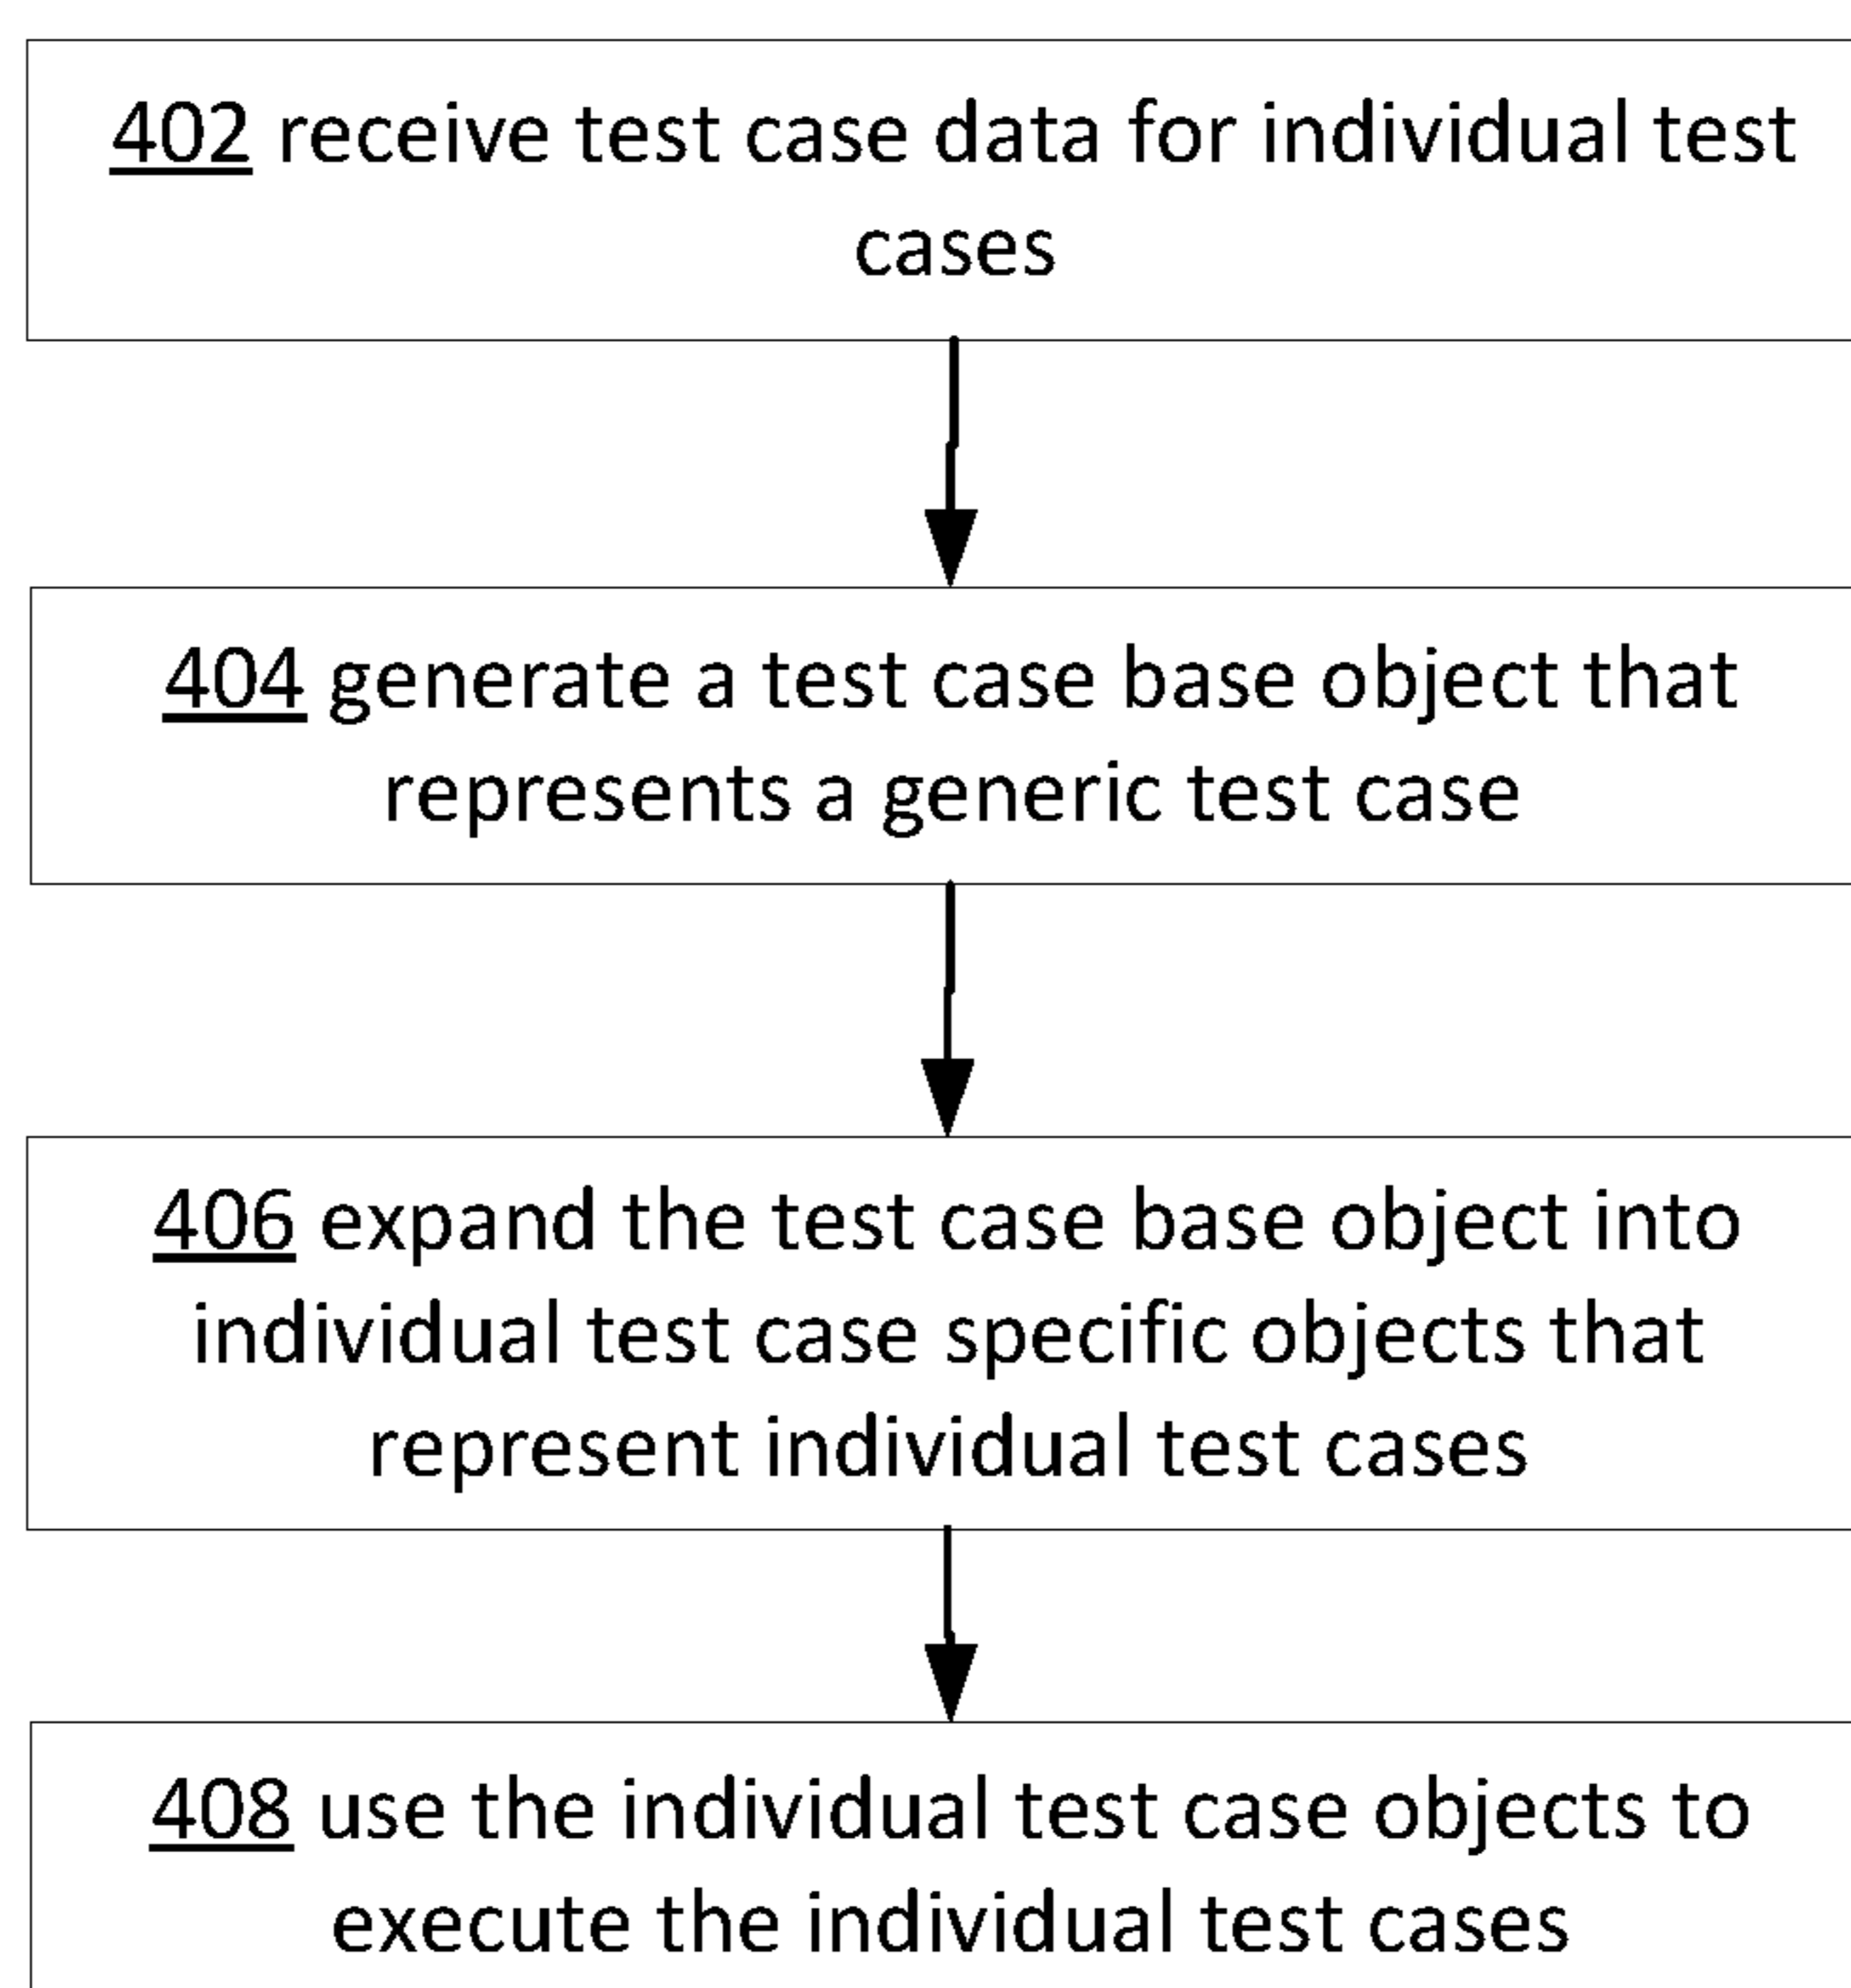 402 receive test case data for individual test
cases
404 generate a test case base object that
represents a generic test case
406 expand the test case base object into
individual test case specific objects that
represent individual test cases
408 use the individual test case objects to
execute the individual test cases